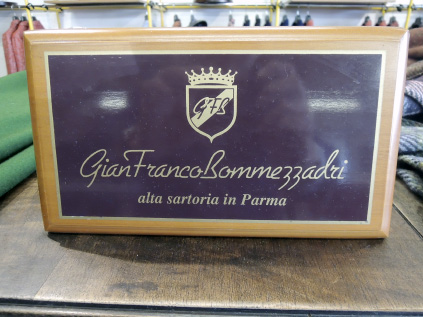 GFB
GianFrancoBommezzadri
alta sartoria in Parma